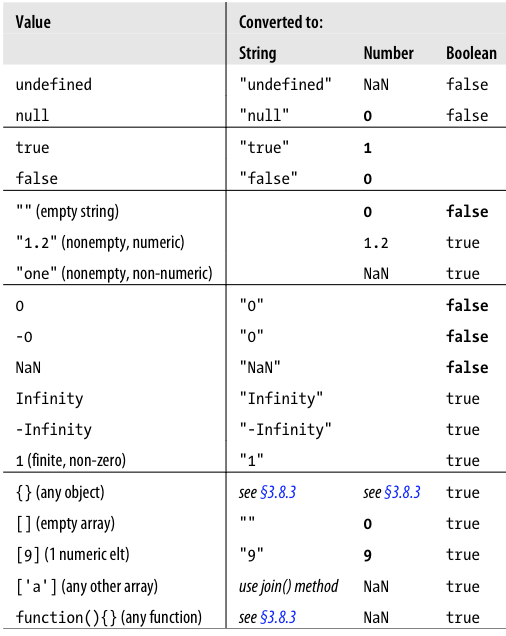 Value Converted to:
String Number Boolean
undefined "undefined" NaN false
null "null" 0 false
true "true" 1
false "false" 0
"" (empty string) 0 false
"1.2" (nonempty, numeric) 1.2 true
"one" (nonempty, non-numeric) NaN true
0 "0" false
-0 "0" false
NaN "NaN" false
Infinity "Infinity" true
-Infinity "-Infinity" true
1 (finite, non-zero) "1" true
{} (any object) see §3.8.3 see §3.8.3 true
[] (empty array) "" 0 true
[9] (1 numeric elt) "9" 9 true
['a'] (any other array) use join() method NaN true
function(){} (any function) see §3.8.3 NaN true